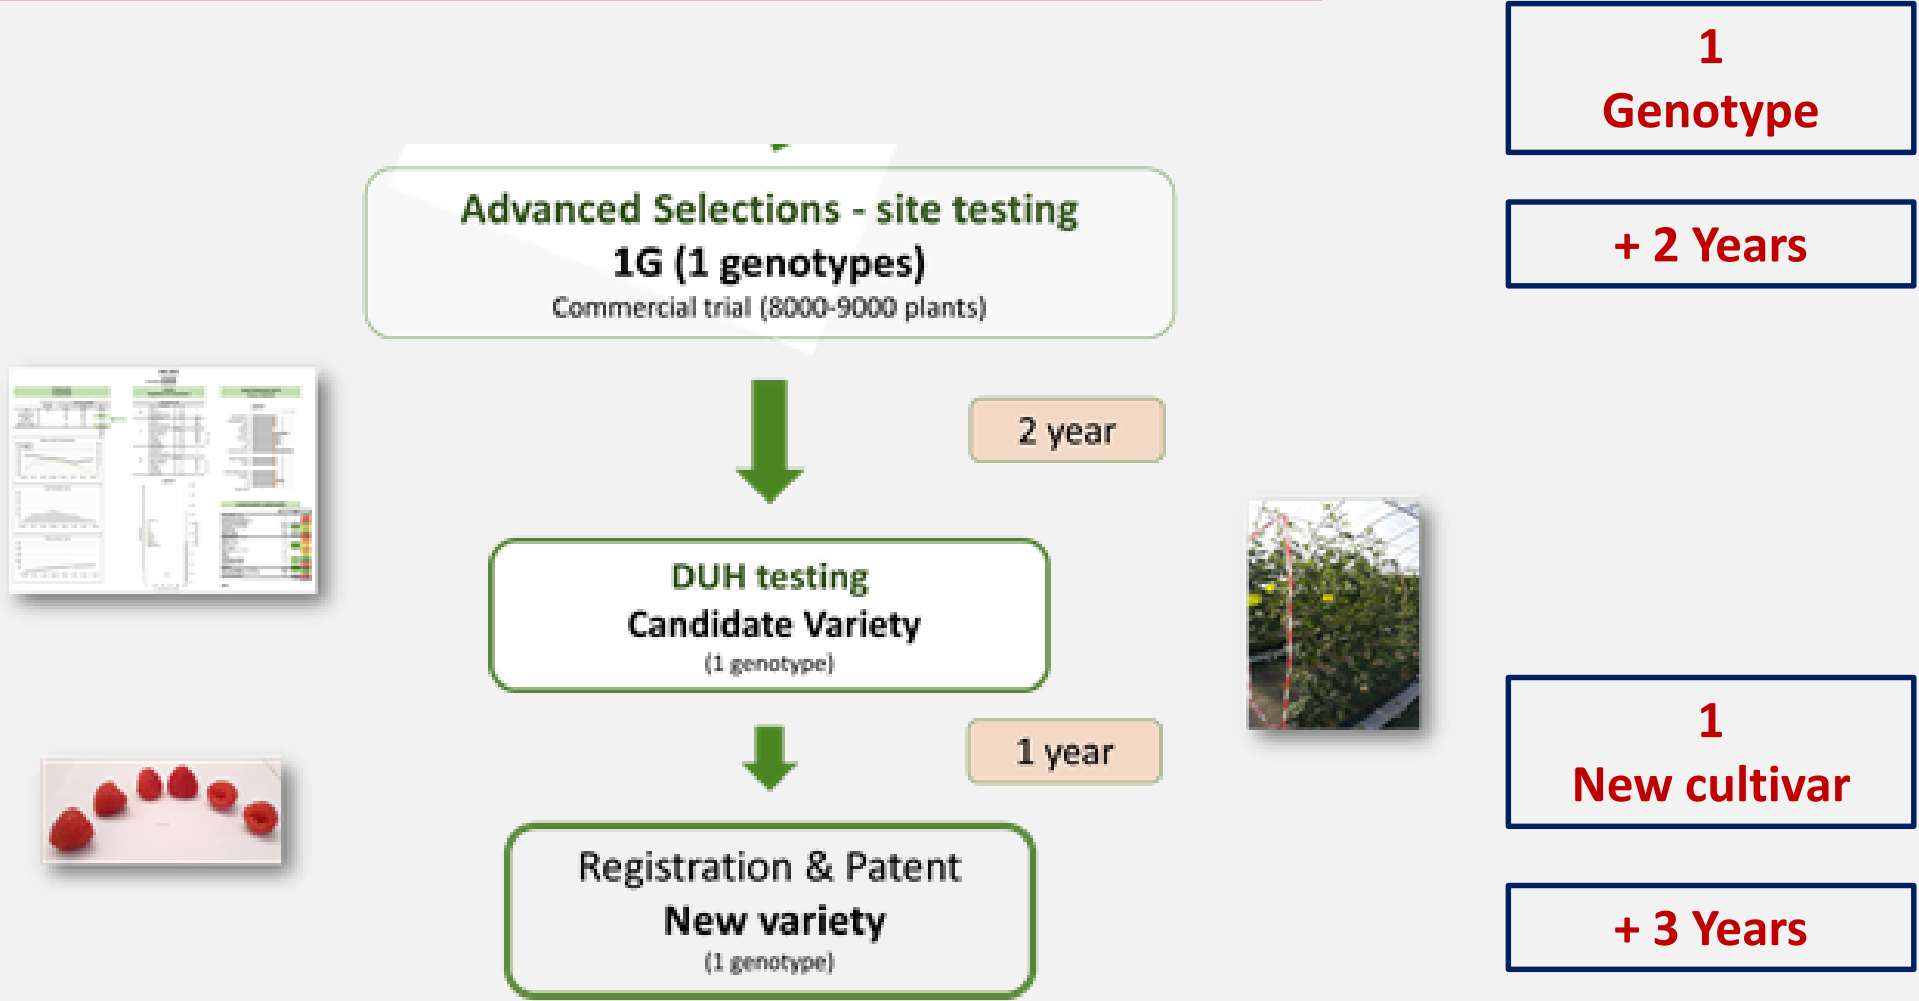 1
Genotype
Advanced Selections - site testing
1G (1 genotypes)
Commercial trial (8000-9000 plants)
+ 2 Years
2 year
DUH testing
Candidate Variety
(1 genotype)
1 year
1
New cultivar
Registration & Patent
New variety
(1 genotype)
+ 3 Years